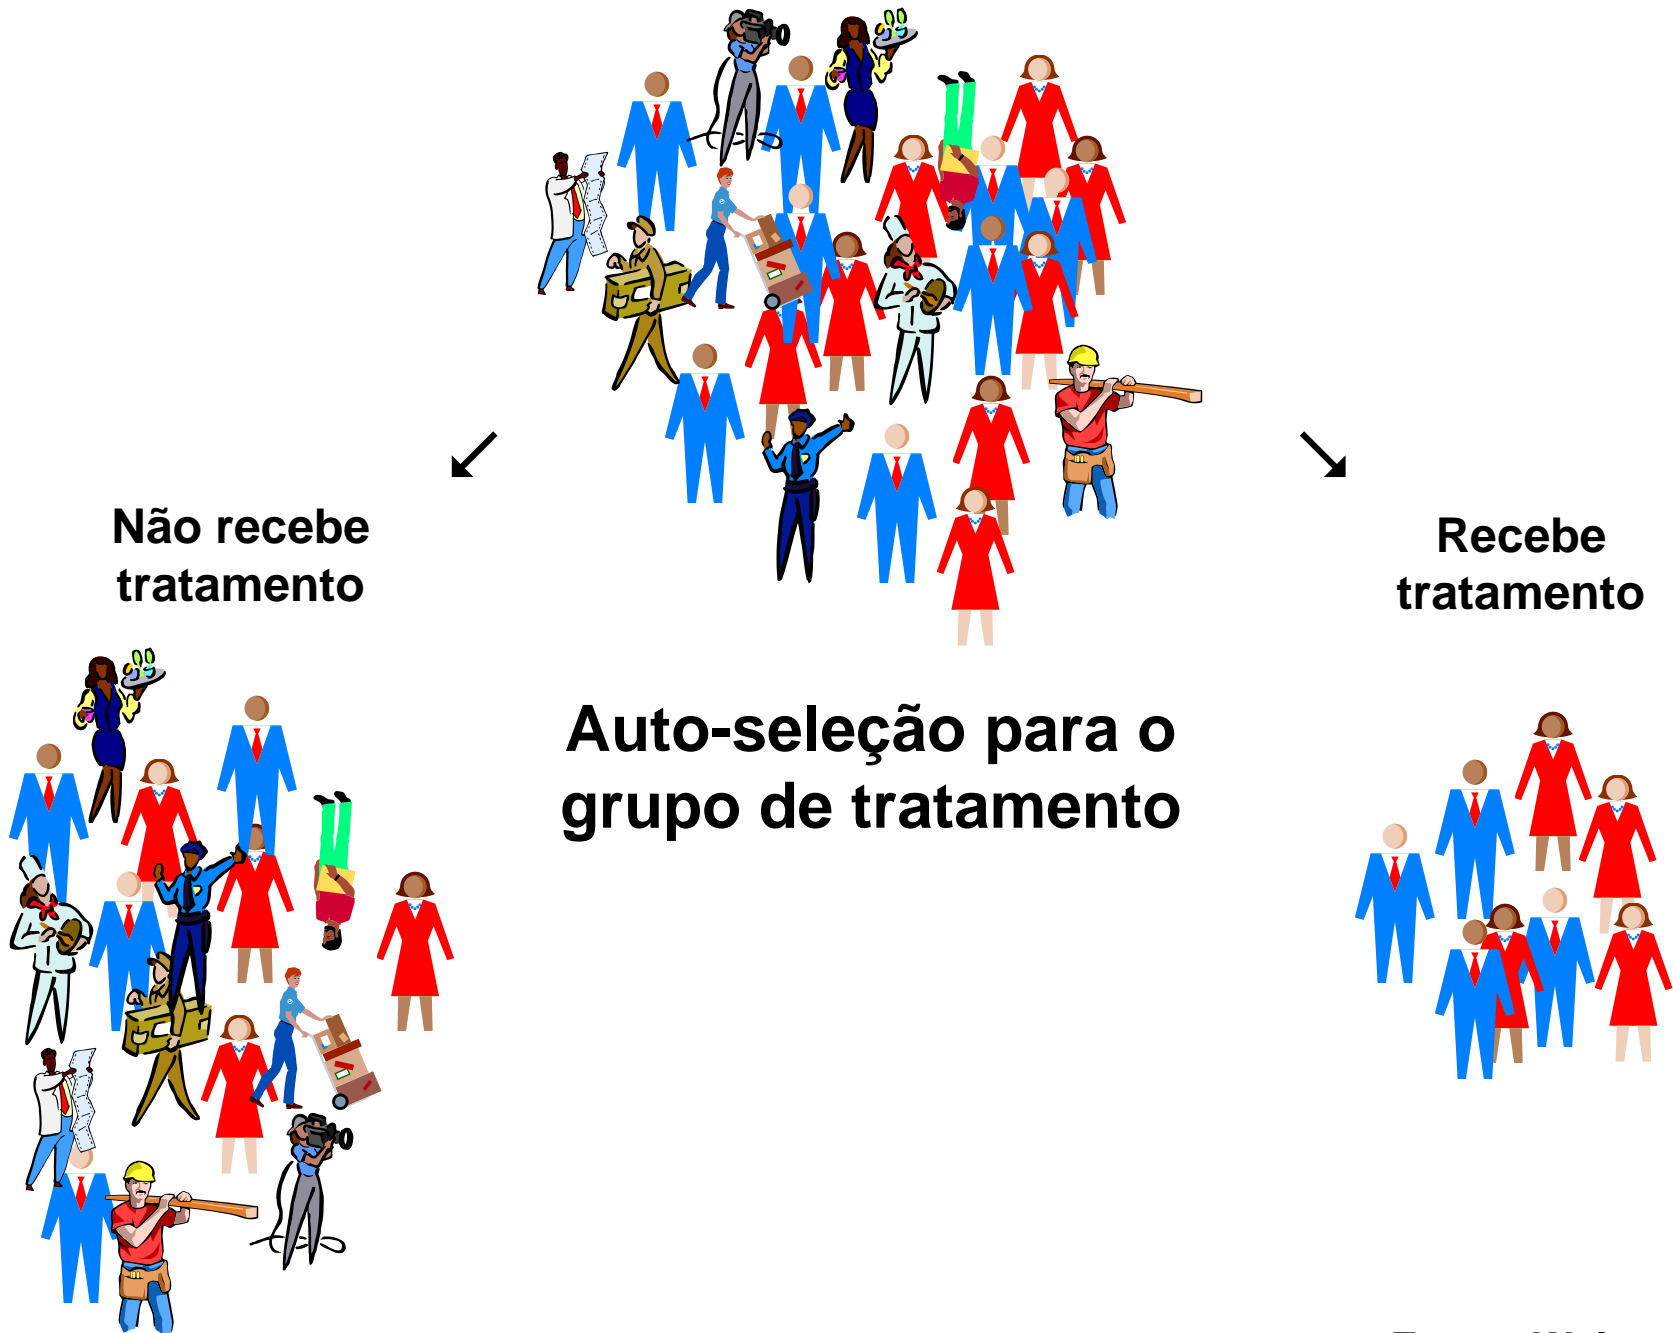 Não recebe
tratamento
Recebe
tratamento
Auto-seleção para o
grupo de tratamento